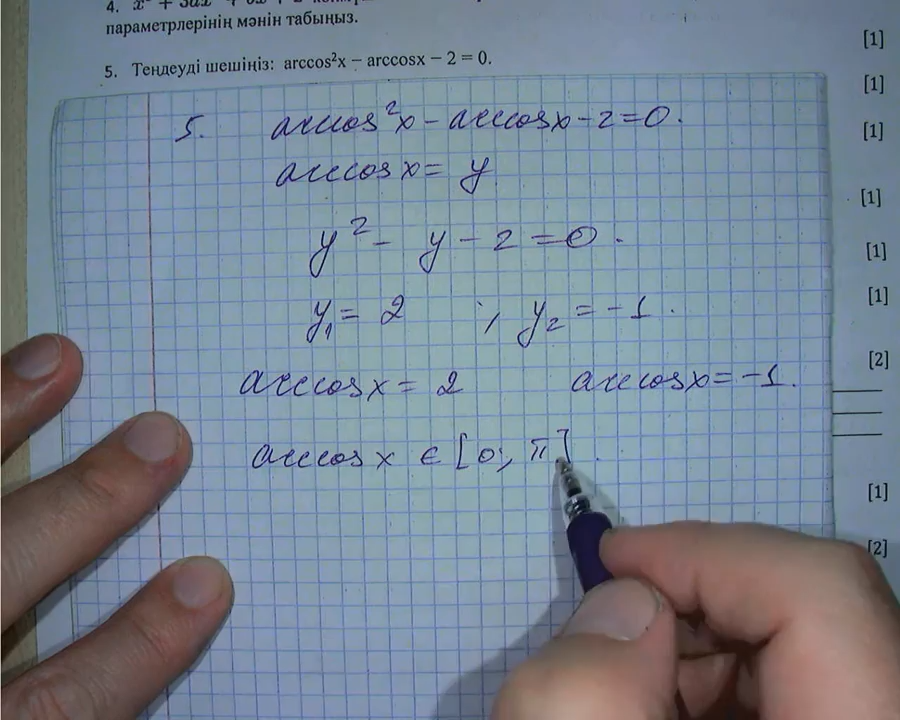 4.
параметрлерінің мәнін табыңыз.
[1]
5. Теңдеуді шешіңіз: arccos²x – arccosx – 2 = 0.
[1]
5. arccos²x – arccosx – 2 = 0.
[1]
arccos x = y
[1]
y² – y – 2 = 0.
[1]
[1]
y₁ = 2 ; y₂ = –1.
[2]
arccosx = 2 arccosx = –1.
arccos x ∈ [0; π]
[1]
[2]